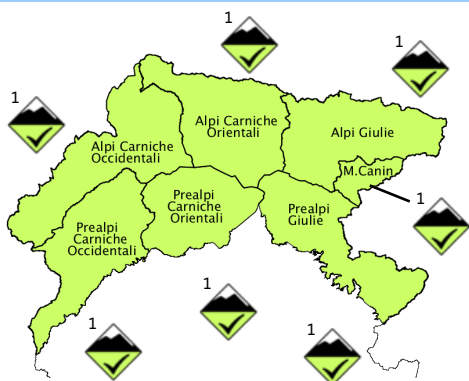 1
1
1
Alpi Carniche
Orientali
Alpi Giulie
Alpi Carniche
Occidentali
M.Canin
1
Prealpi
Carniche
Orientali
Prealpi
Giulie
Prealpi
Carniche
Occidentali
1
1
1